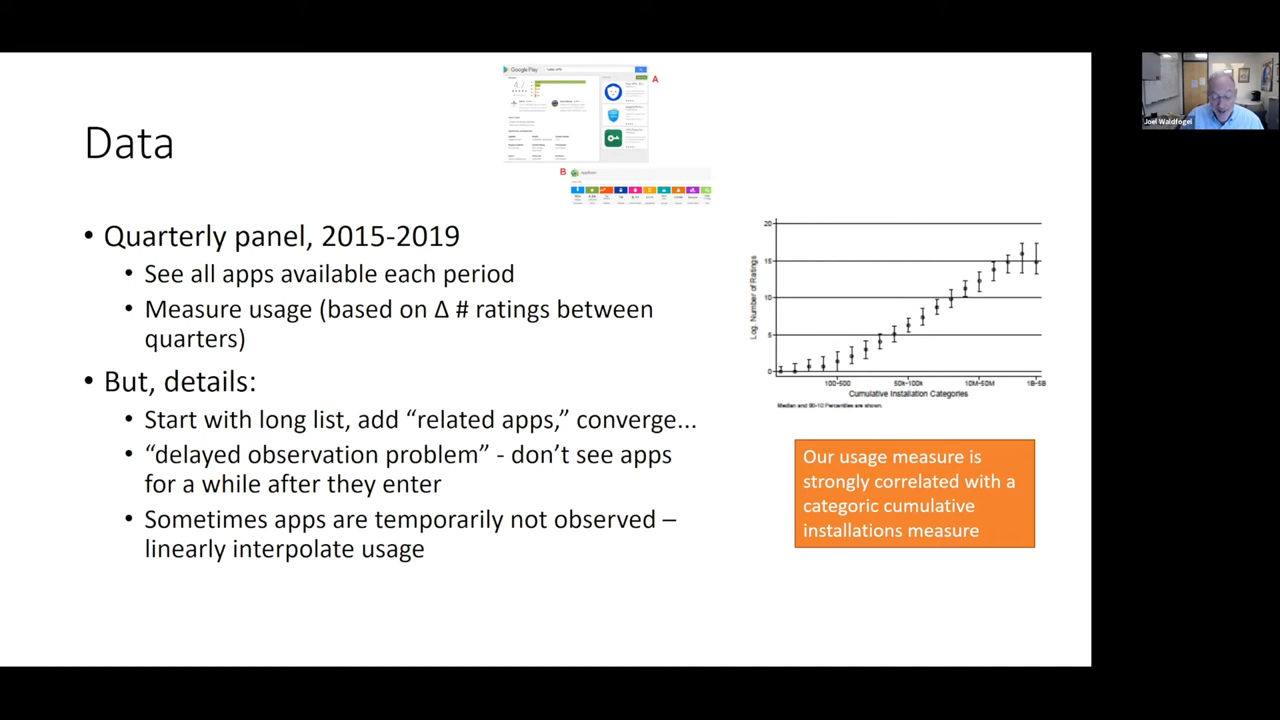 Google Play
A
Joel Waldfogel
Data
B
• Quarterly panel, 2015-2019
• See all apps available each period
• Measure usage (based on Δ # ratings between
quarters)
• But, details:
• Start with long list, add “related apps,” converge...
• “delayed observation problem” - don’t see apps
for a while after they enter
• Sometimes apps are temporarily not observed –
linearly interpolate usage
Log. Number of Ratings
20
15
10
5
0
100-500
50k-100k
10M-50M
1B-5B
Cumulative Installation Categories
Median and 90-10 Percentiles are shown.
Our usage measure is
strongly correlated with a
categoric cumulative
installations measure